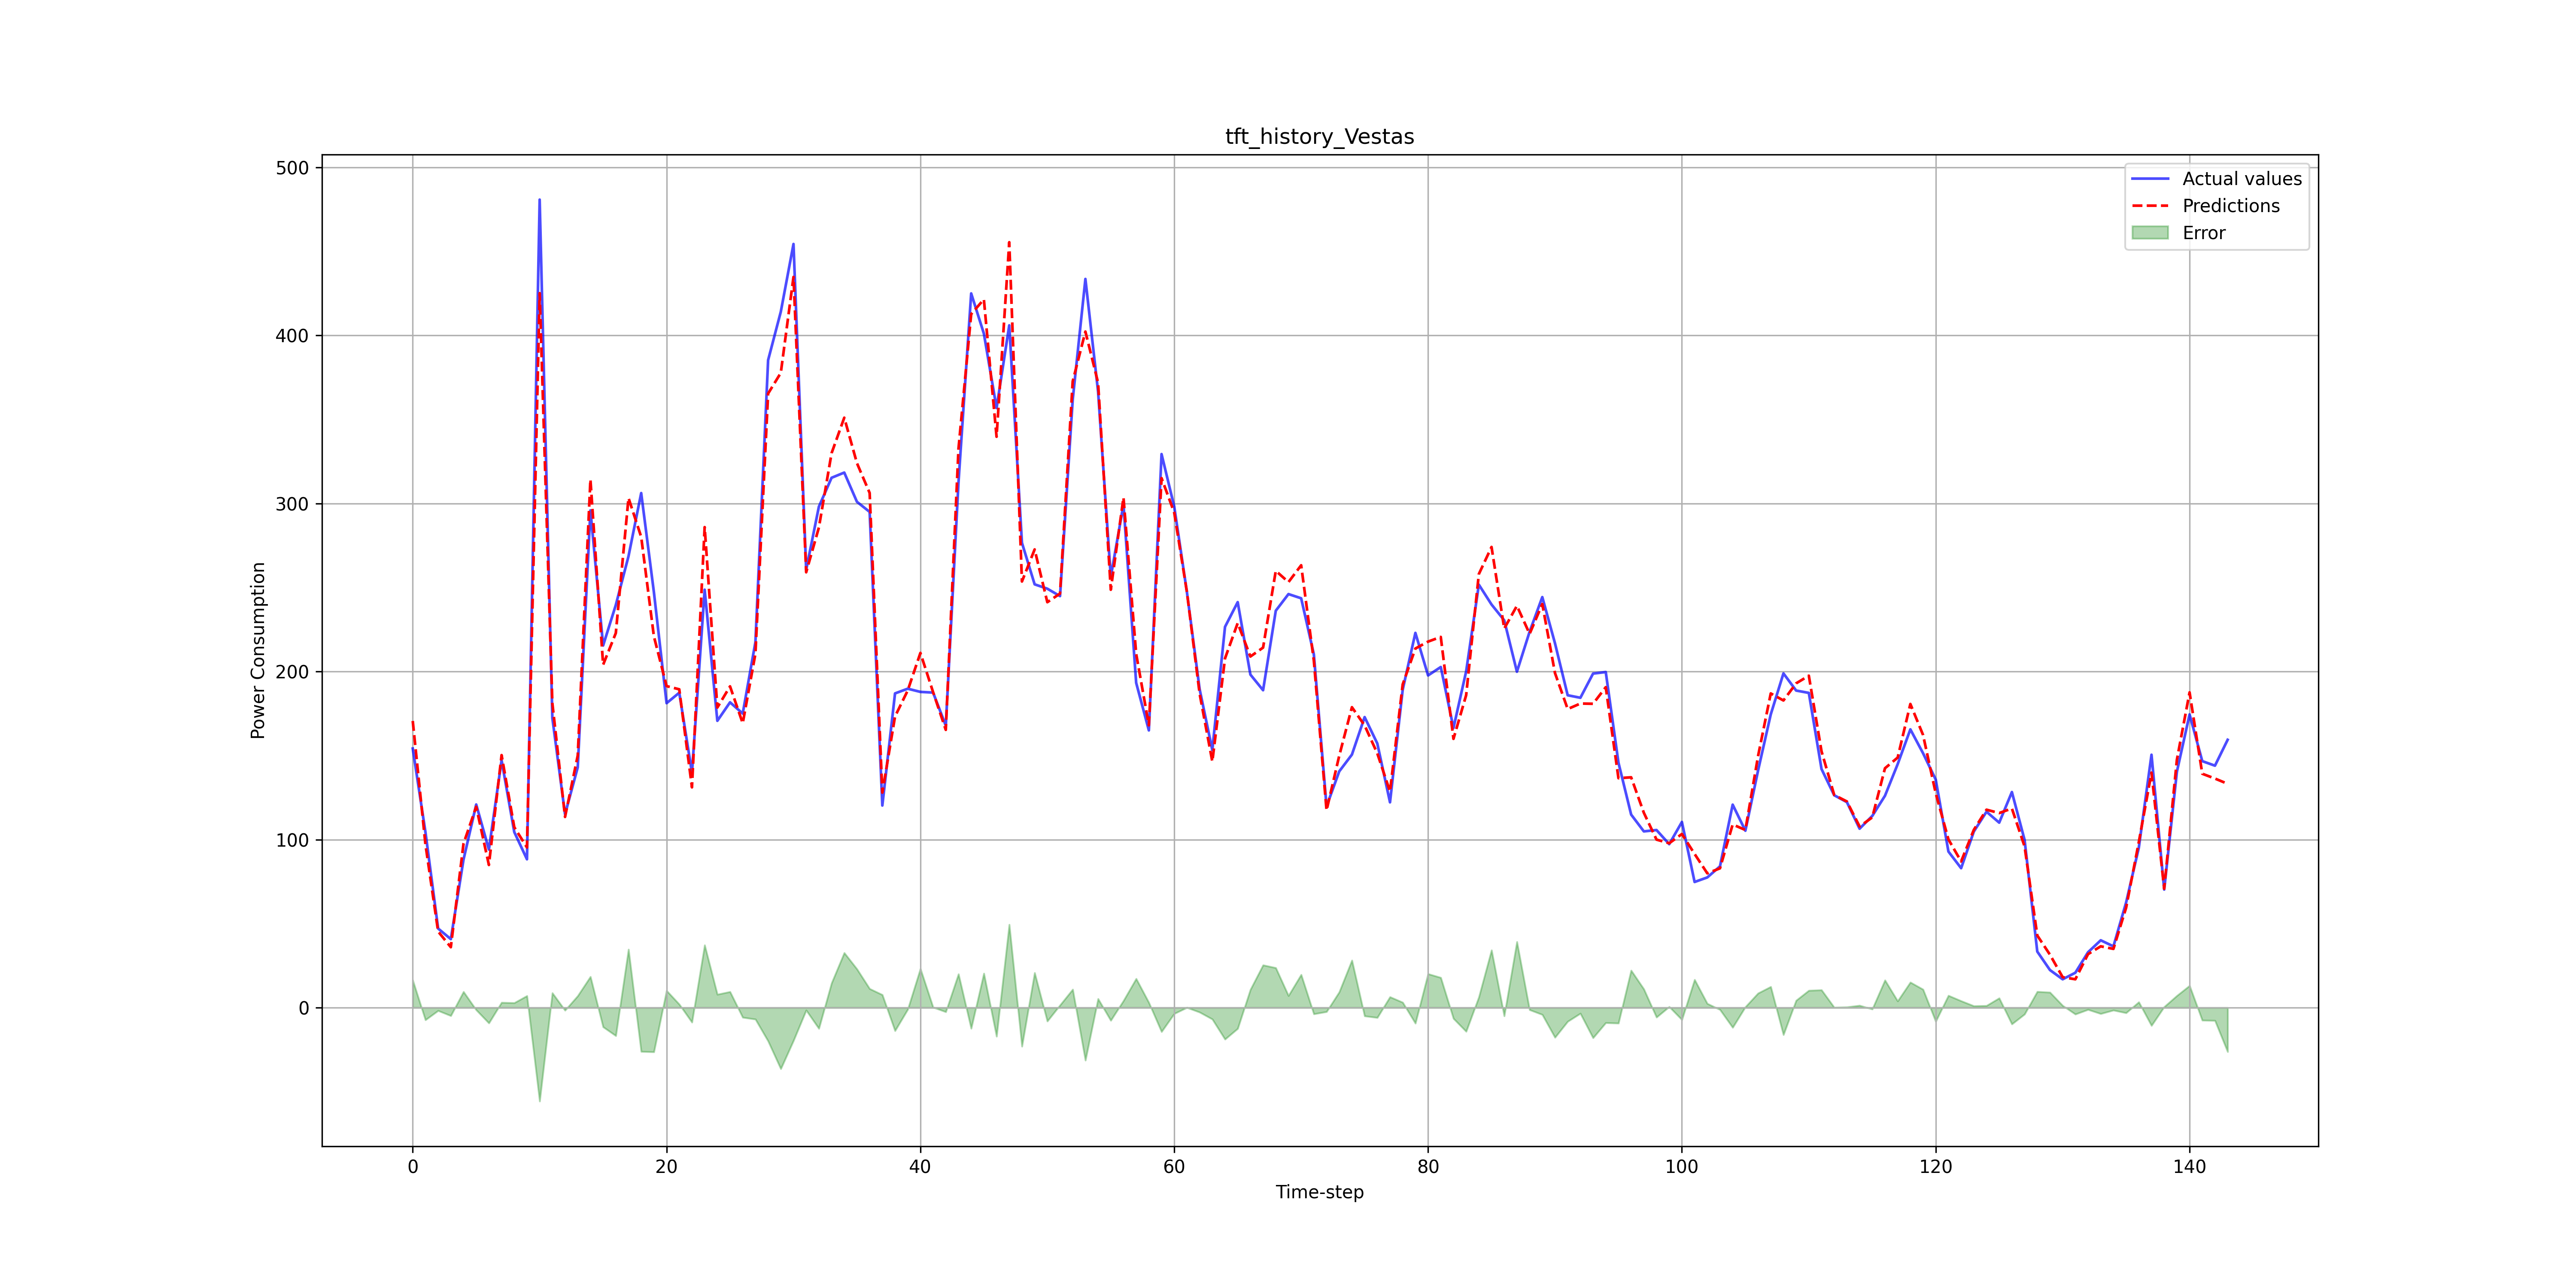 tft_history_Vestas
500
400
300
200
100
0
Power Consumption
Actual values
Predictions
Error
0 20 40 60 80 100 120 140
Time-step